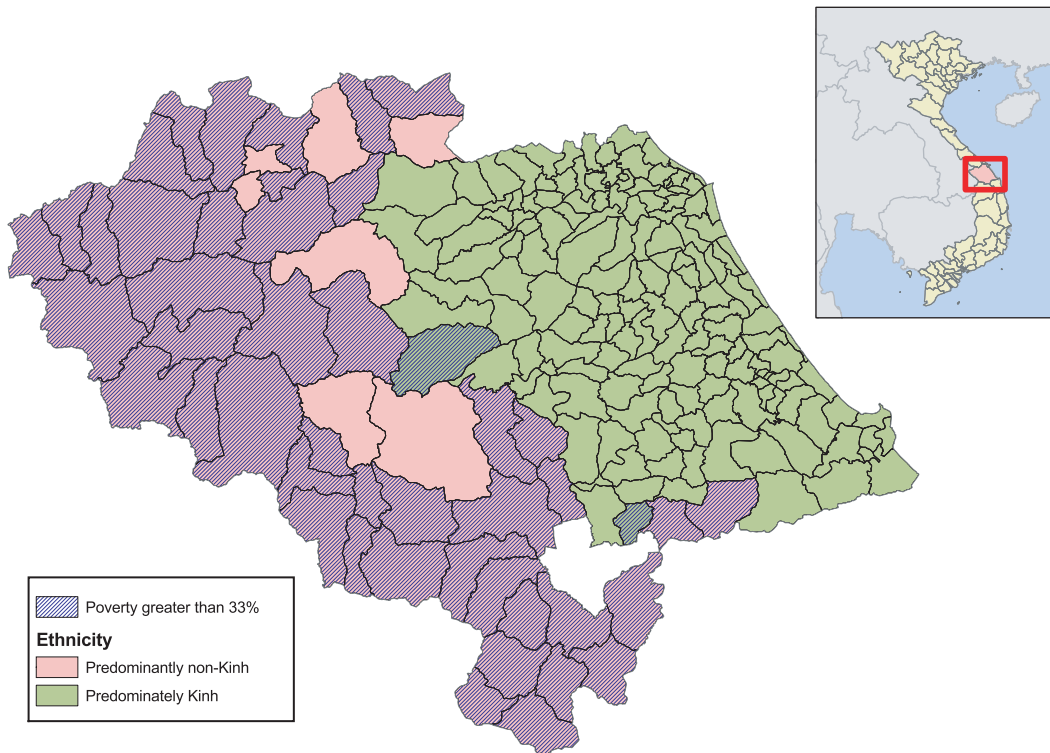 Poverty greater than 33%
Ethnicity
Predominantly non-Kinh
Predominately Kinh